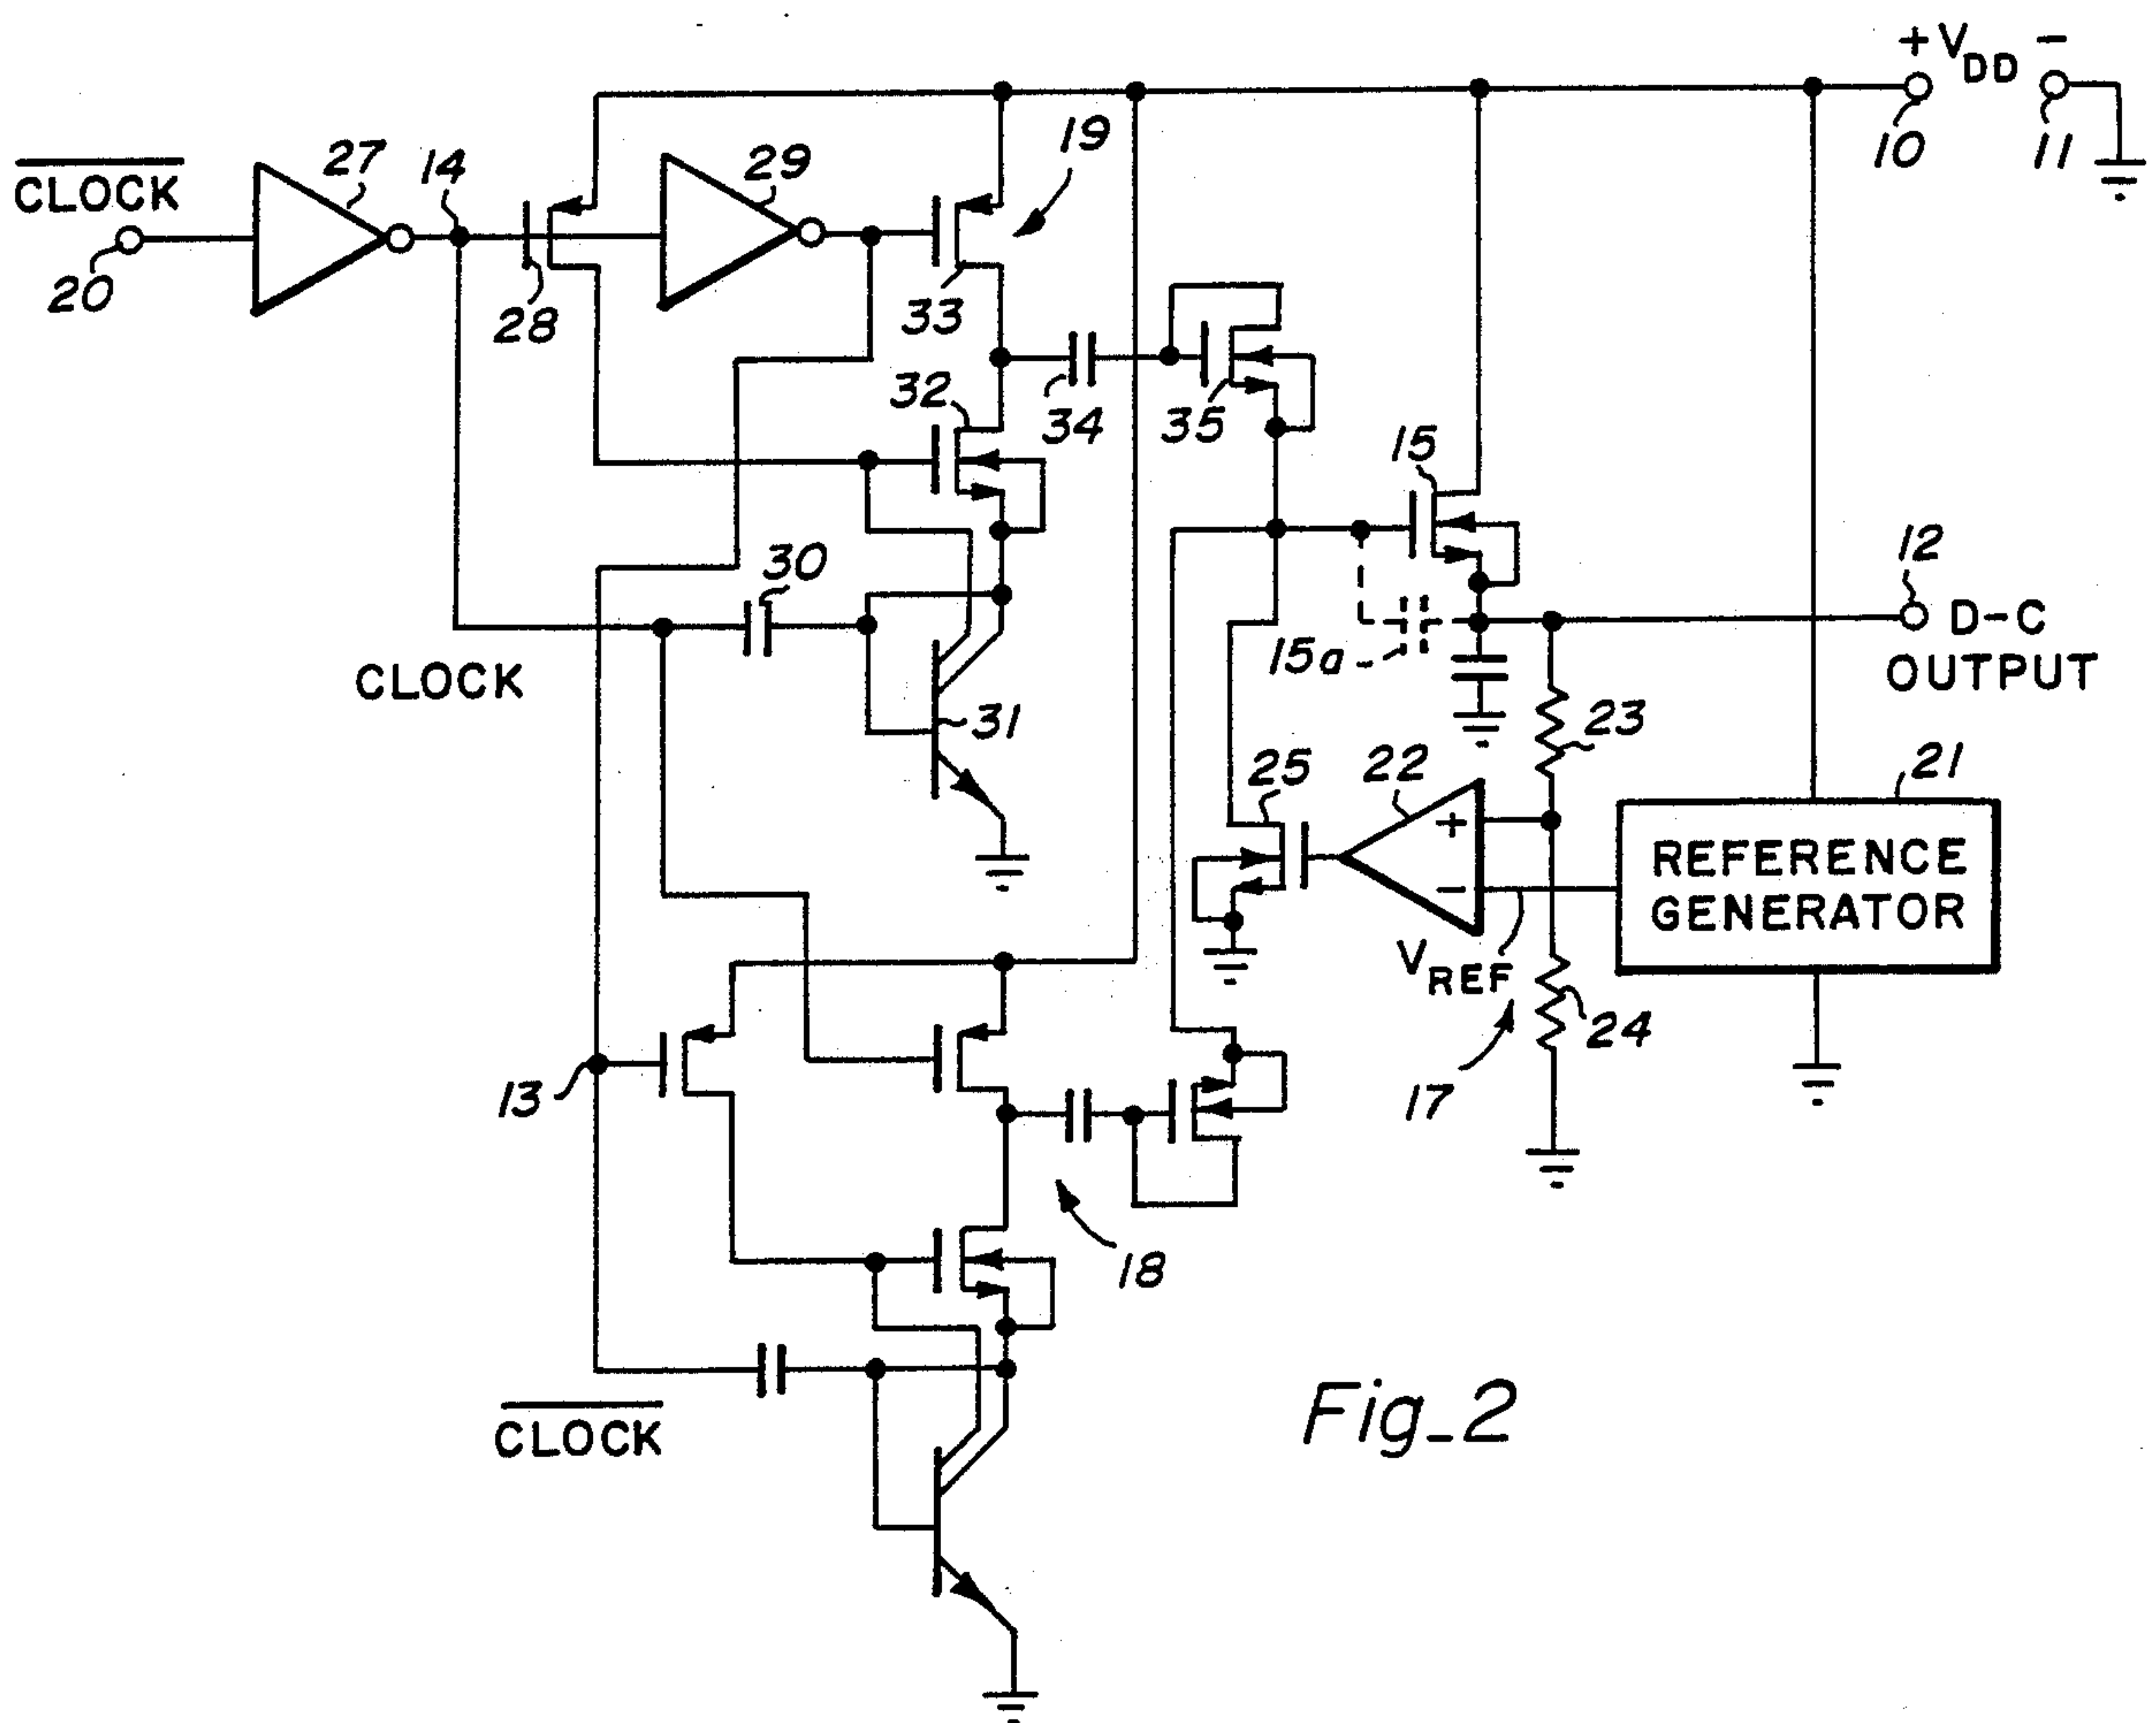 + V DD -
10
11
CLOCK
20
27
14
28
29
33
19
32
34
35
15
12
D-C
OUTPUT
30
15a
CLOCK
31
23
25
22
21
+
-
REFERENCE
GENERATOR
VREF
24
17
13
18
CLOCK
Fig_2